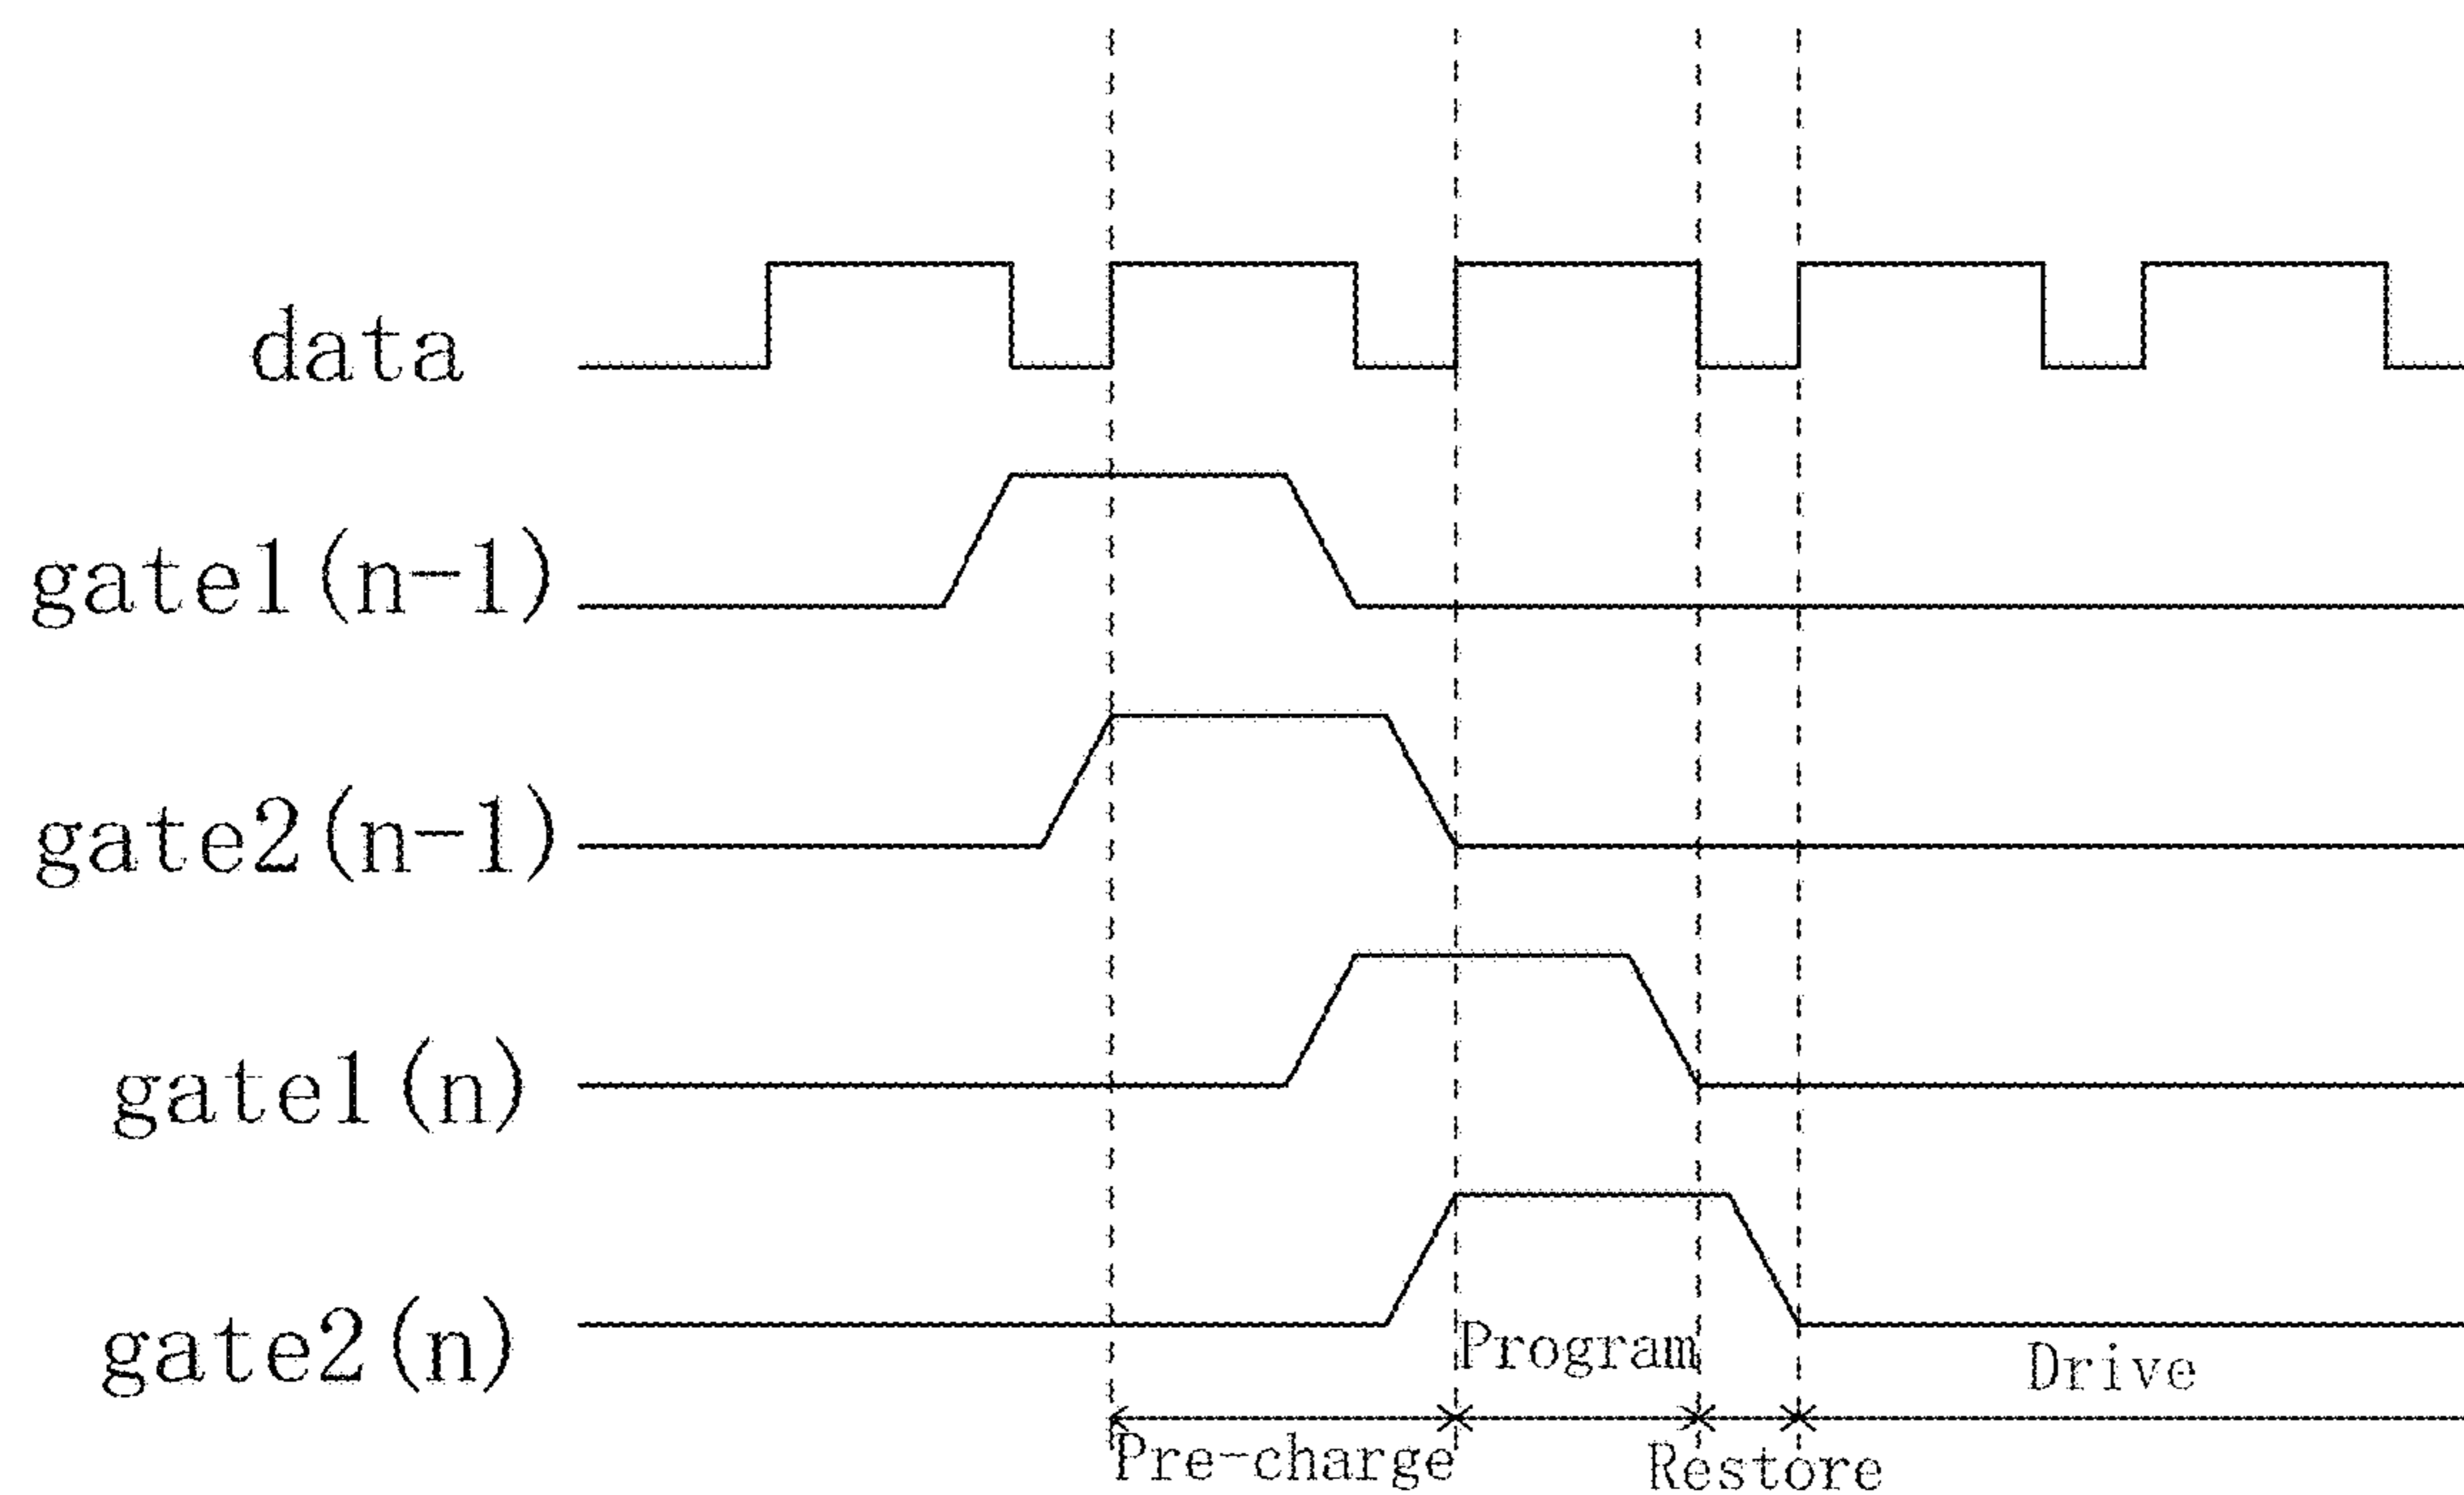 data
gate1(n-1)
gate2(n-1)
gate1(n)
gate2(n)
Program
Drive
Pre-charge
Restore